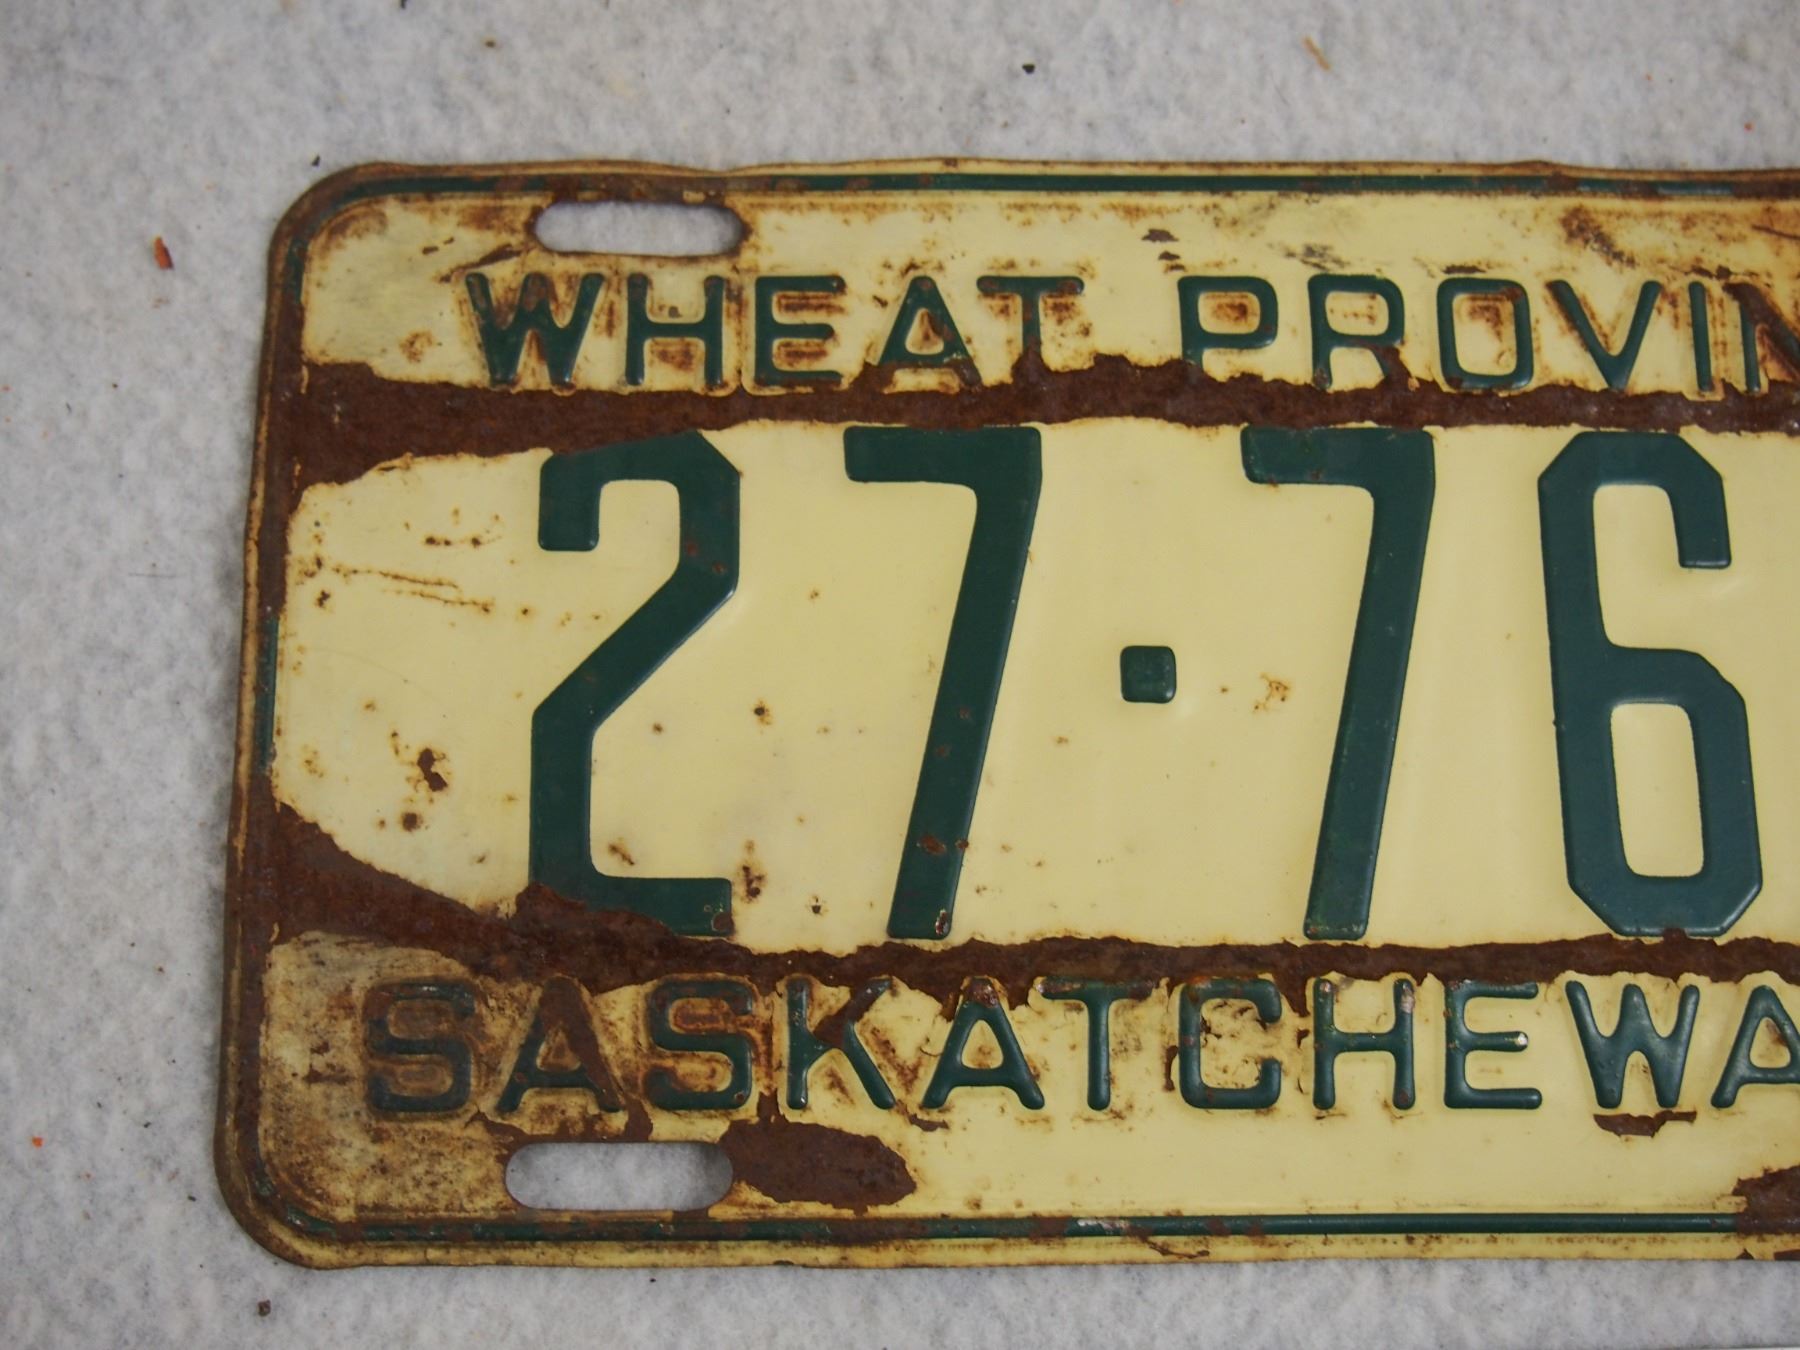 WHEAT PROVIN
27·76
SASKATCHEWA